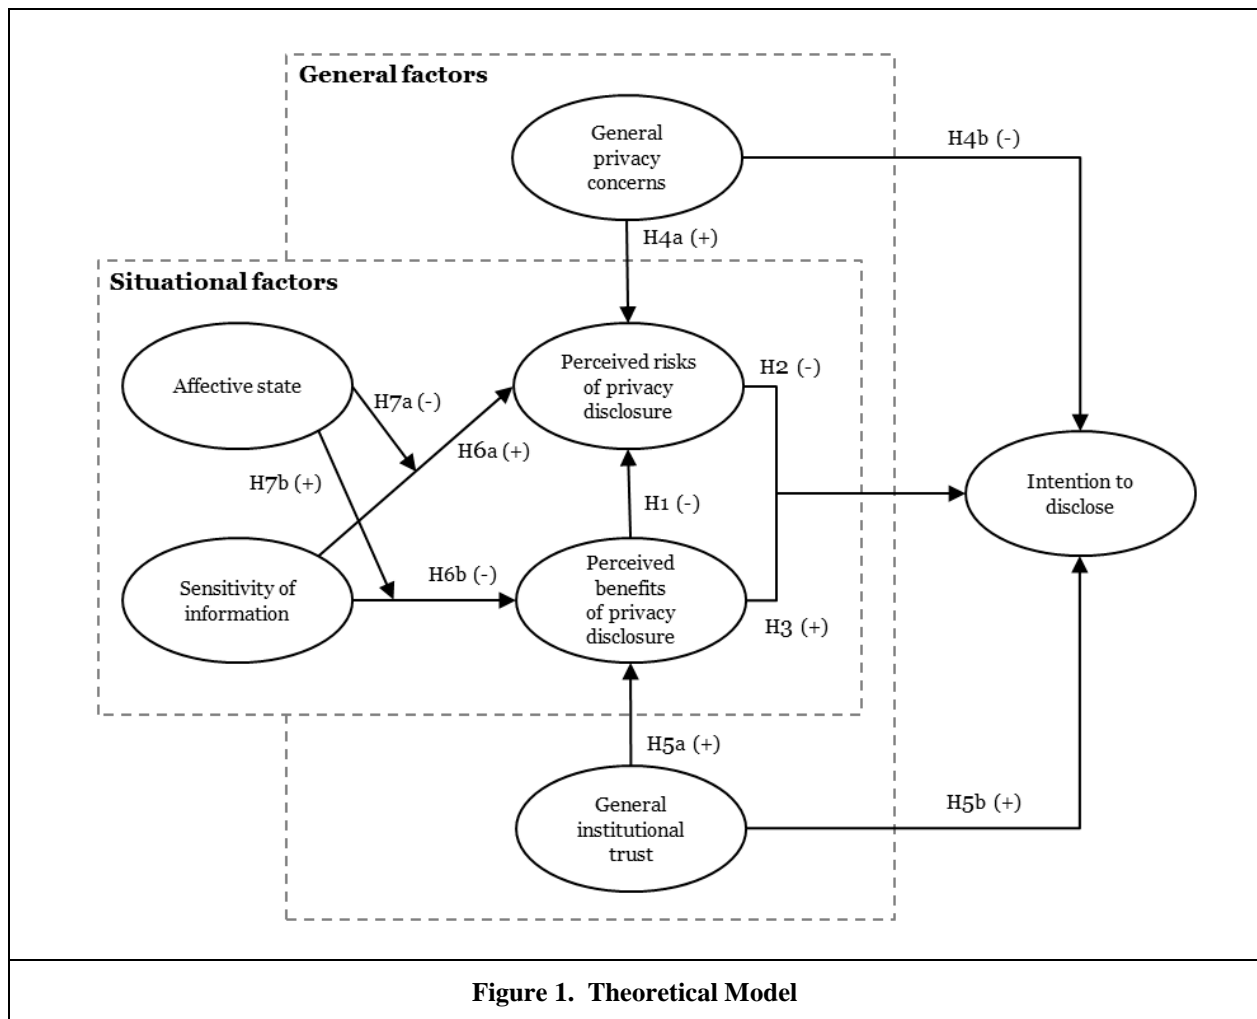 General factors
General
privacy
concerns
H4b (-)
H4a (+)
Situational factors
Affective state
H7a (-)
Perceived risks
of privacy
disclosure
H2 (-)
H6a (+)
H7b (+)
H1 (-)
Intention to
disclose
Sensitivity of
information
H6b (-)
Perceived
benefits
of privacy
disclosure
H3 (+)
H5a (+)
General
institutional
trust
H5b (+)
Figure 1. Theoretical Model